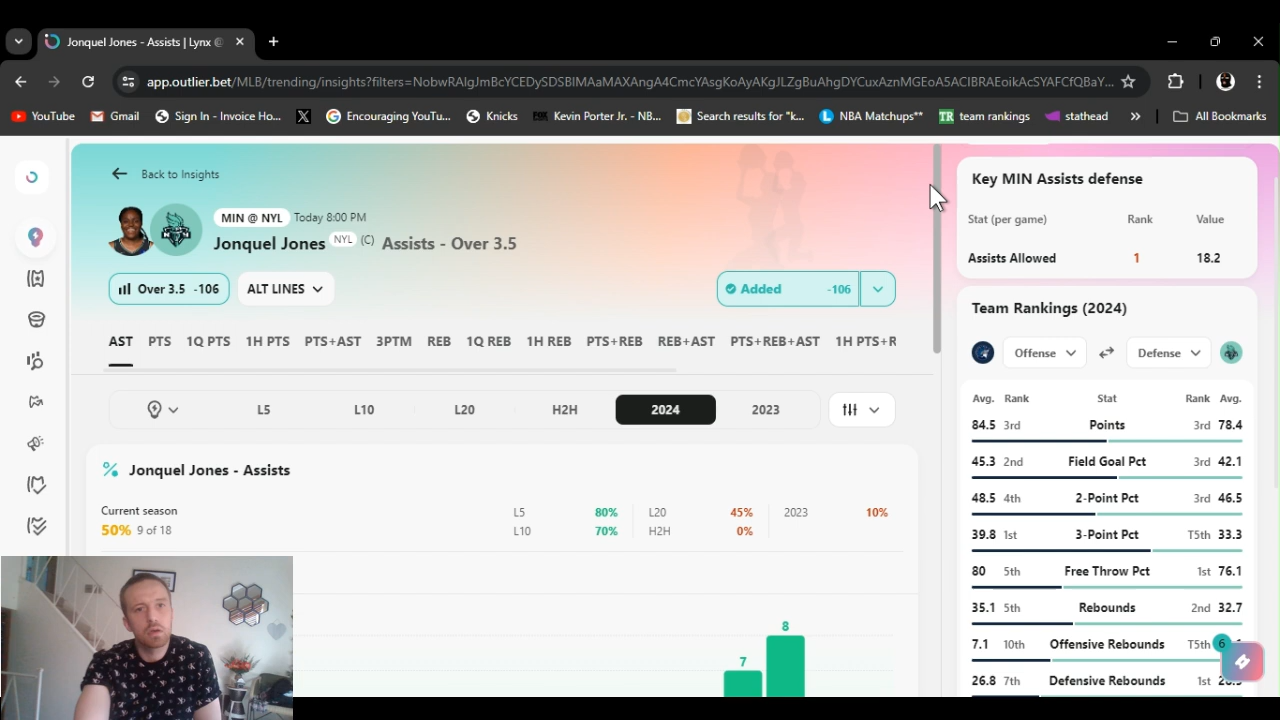 Jonquel Jones - Assists | Lynx @
app.outlier.bet/MLB/trending/insights?filters=NobwRAlgJmBcYCEDySDSBIMAaMAXAngA4CmcYAsgKoAyAKgJLZgBuAhgDYCuxAznMGEoA5ACIBRAEoikAcSYAFCfQBaY...
YouTube
Gmail
Sign In - Invoice Ho...
Encouraging YouTu...
Knicks
Kevin Porter Jr. - NB...
Search results for "k...
NBA Matchups**
TR team rankings
stathead
All Bookmarks
Back to Insights
MIN @ NYL Today 8:00 PM
Jonquel Jones NYL (C) Assists - Over 3.5
Over 3.5 -106 ALT LINES
Added -106
AST PTS 1Q PTS 1H PTS PTS+AST 3PTM REB 1Q REB 1H REB PTS+REB REB+AST PTS+REB+AST 1H PTS+R
L5 L10 L20 H2H 2024 2023
Jonquel Jones - Assists
Current season
50% 9 of 18
L5 80% L20 45% 2023 10%
L10 70% H2H 0%
8
7
Key MIN Assists defense
Stat (per game) Rank Value
Assists Allowed 1 18.2
Team Rankings (2024)
Offense Defense
Avg. Rank Stat Rank Avg.
84.5 3rd Points 3rd 78.4
45.3 2nd Field Goal Pct 3rd 42.1
48.5 4th 2-Point Pct 3rd 46.5
39.8 1st 3-Point Pct T5th 33.3
80 5th Free Throw Pct 1st 76.1
35.1 5th Rebounds 2nd 32.7
7.1 10th Offensive Rebounds T5th 6
26.8 7th Defensive Rebounds 1st